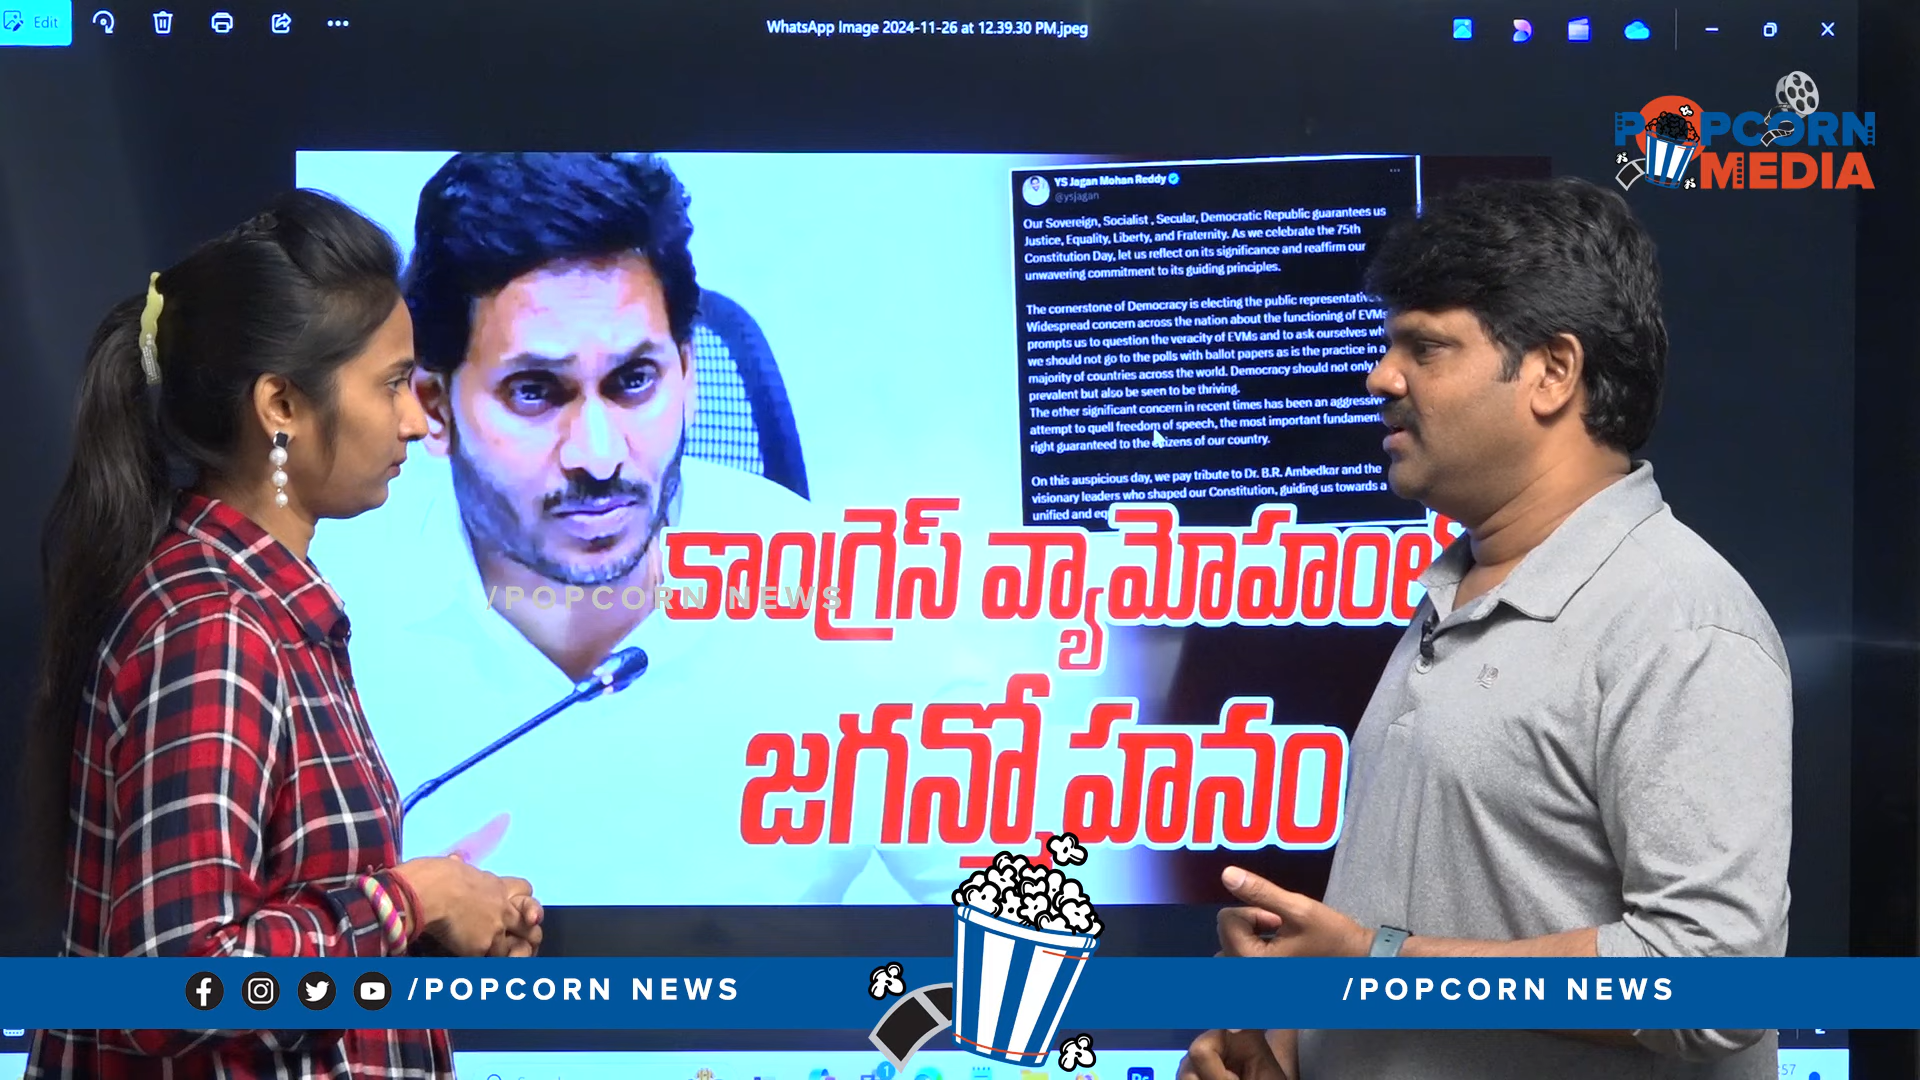 Edit
WhatsApp Image 2024-11-26 at 12.39.30 PM.jpeg
POPCORN
MEDIA
YS Jagan Mohan Reddy
@ysjagan
Our Sovereign, Socialist , Secular, Democratic Republic guarantees us
Justice, Equality, Liberty, and Fraternity. As we celebrate the 75th
Constitution Day, let us reflect on its significance and reaffirm our
unwavering commitment to its guiding principles.
The cornerstone of Democracy is electing the public
Widespread concern across the nation about the functioning of EVMs
prompts us to question the veracity of EVMs and to ask ourselves
we should not go to the polls with ballot papers as is the practice in a
majority of countries across the world. Democracy should not only
prevalent but also be seen to be thriving.
The other significant concern in recent times has been an aggressive
attempt to quell freedom of speech, the most important
right guaranteed to the citizens of our country.
On this auspicious day, we pay tribute to Dr. B.R. Ambedkar and the
visionary leaders who shaped our Constitution, guiding us towards a
unified and
కాంగ్రెస్ వ్యామోహంలో
/POPCORN NEWS
జగన్మోహనం
/POPCORN NEWS
/POPCORN NEWS